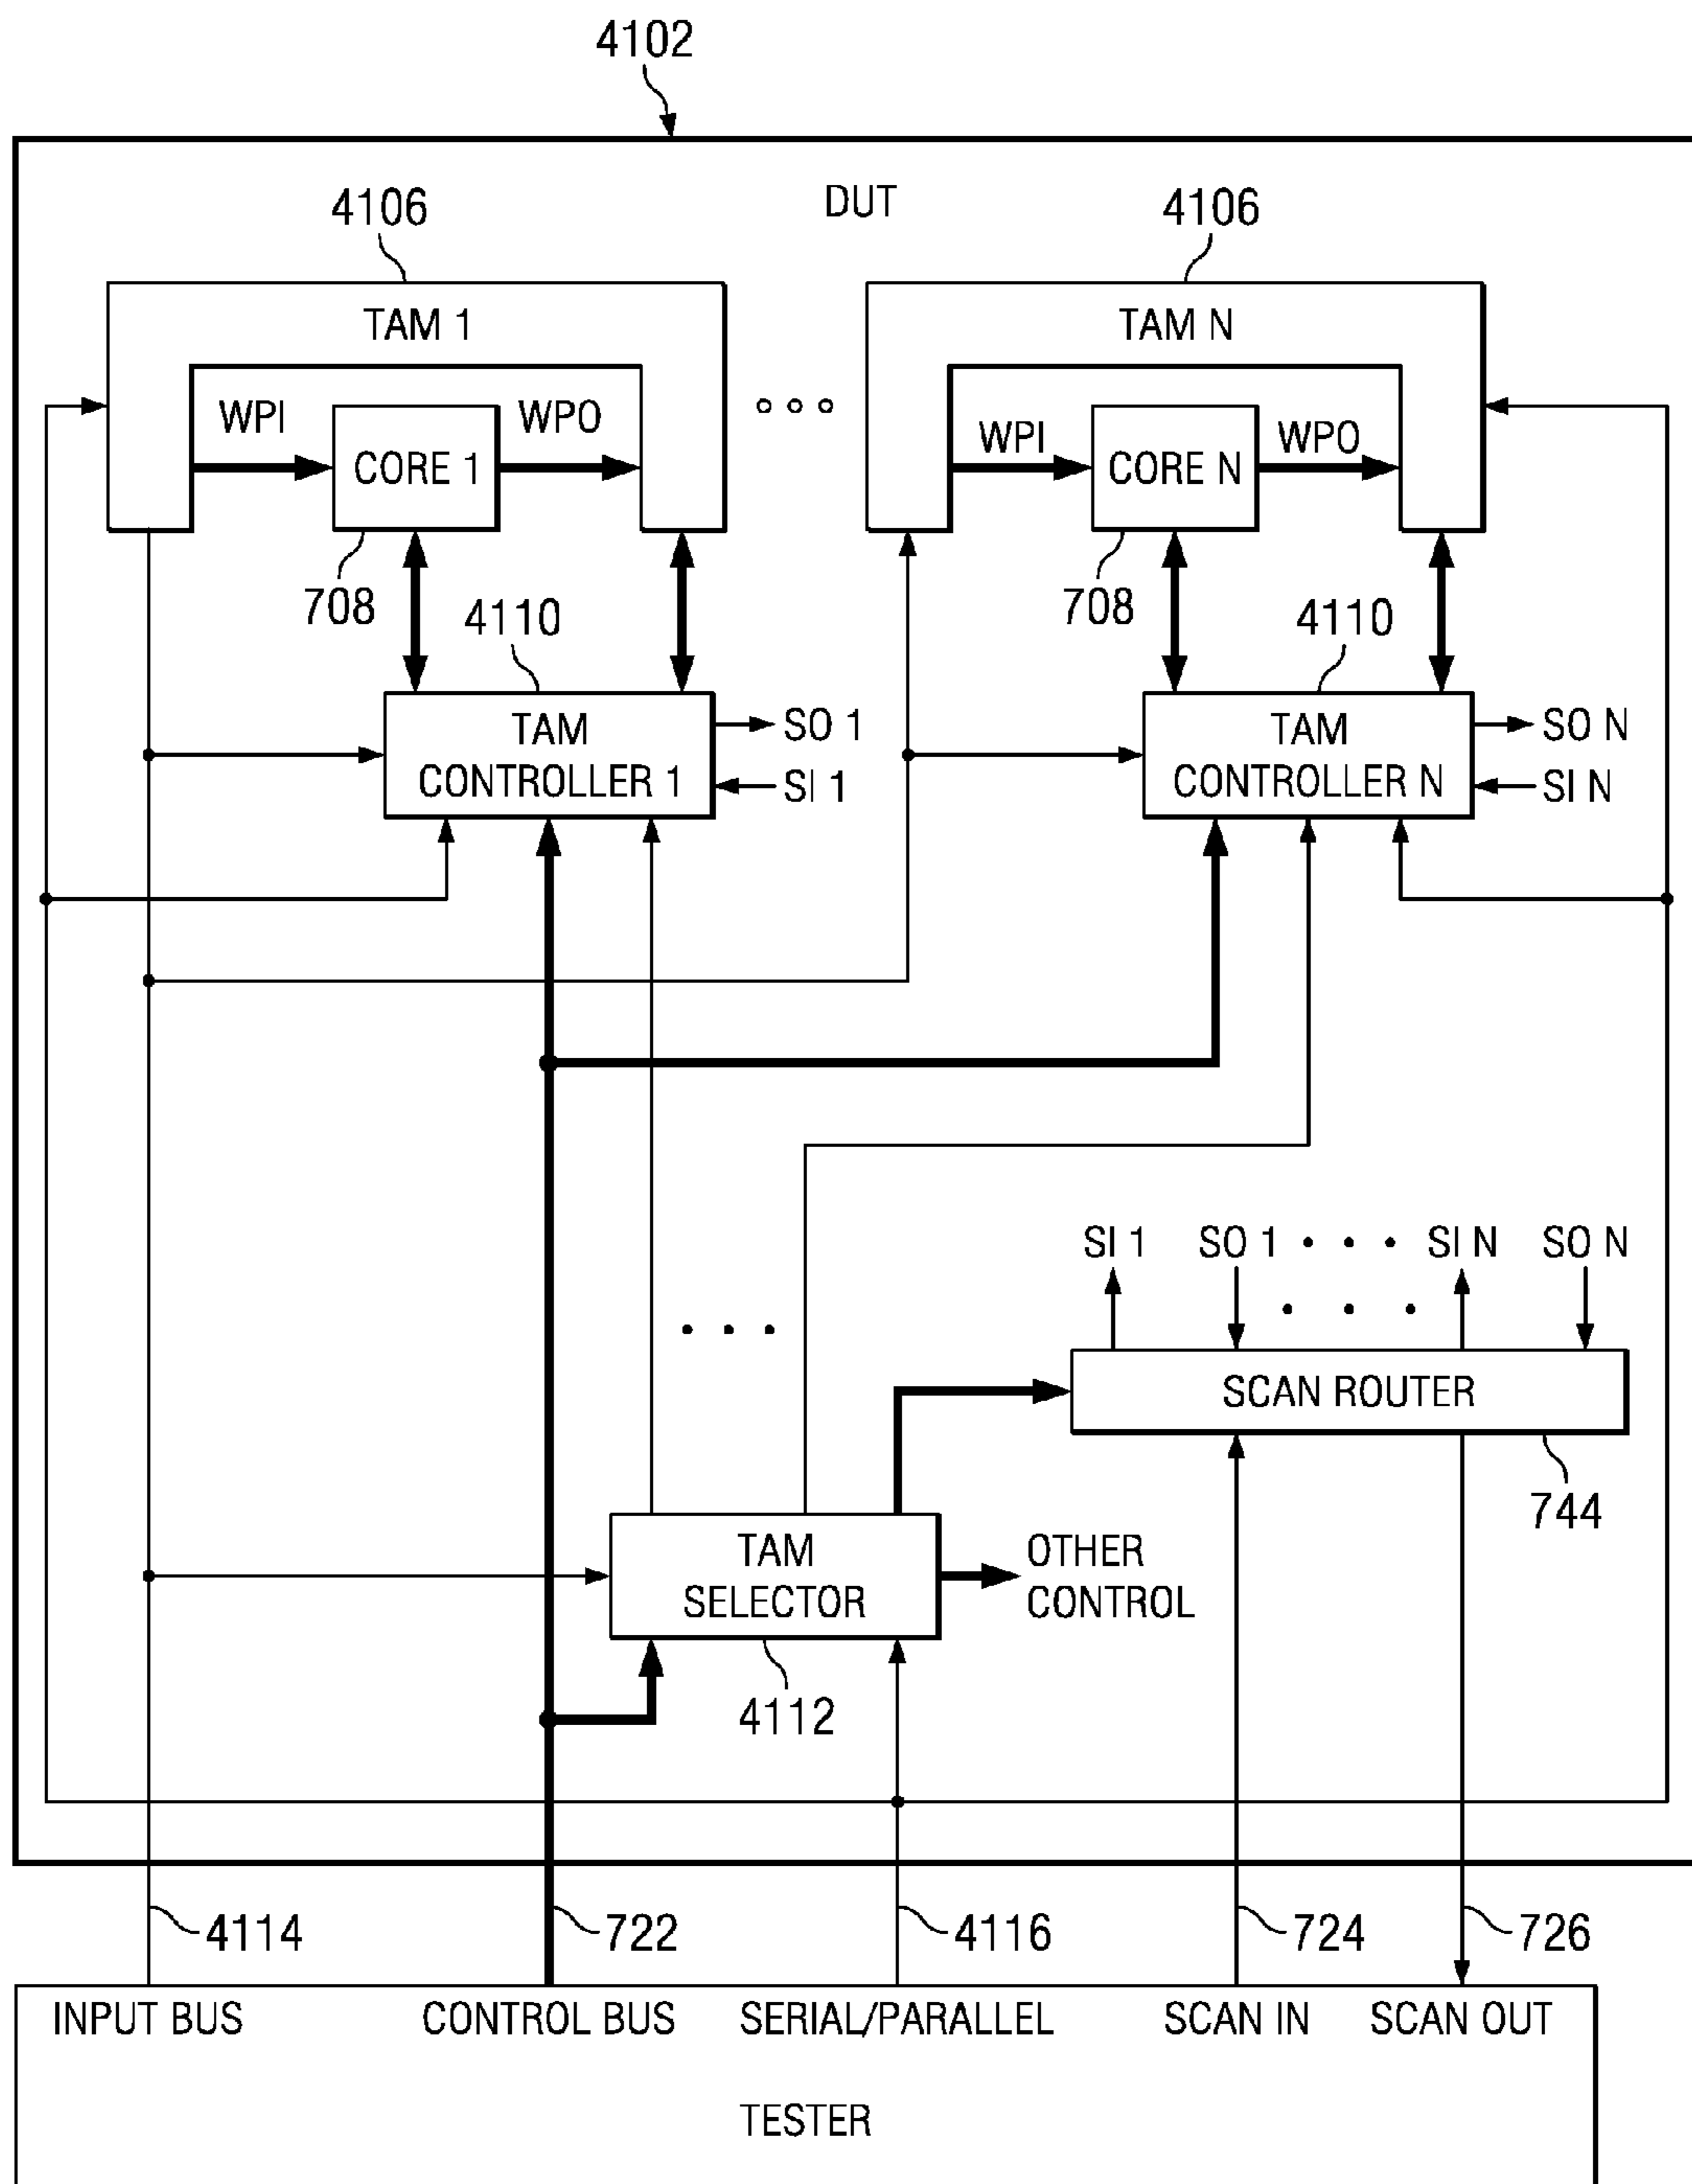 4102
DUT
4106
4106
TAM 1
TAM N
WPI
WPO
WPI
WPO
CORE 1
CORE N
708
4110
708
4110
TAM
CONTROLLER 1
SO 1
SI 1
TAM
CONTROLLER N
SO N
SI N
SI 1
SO 1
SI N
SO N
SCAN ROUTER
744
TAM
SELECTOR
OTHER
CONTROL
4112
4114
722
4116
724
726
INPUT BUS
CONTROL BUS
SERIAL/PARALLEL
SCAN IN
SCAN OUT
TESTER